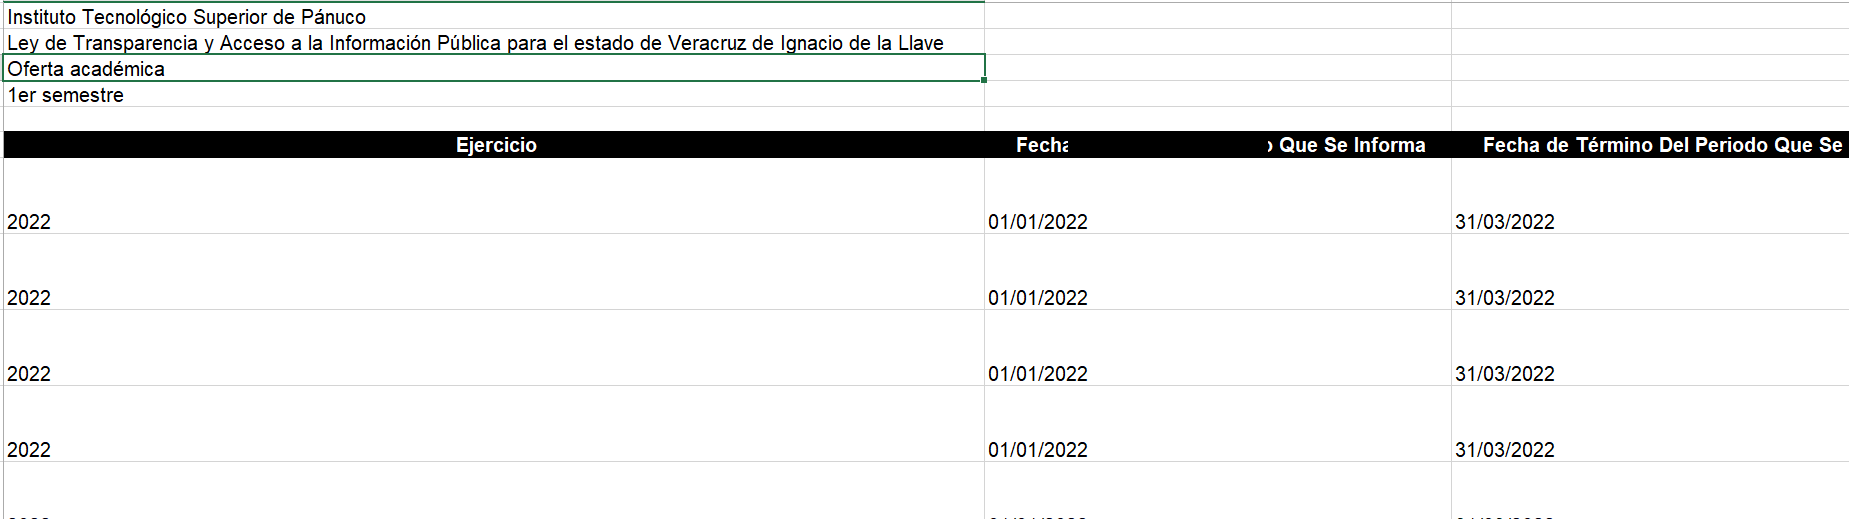 Instituto Tecnológico Superior de Pánuco
Ley de Transparencia y Acceso a la Información Pública para el estado de Veracruz de Ignacio de la Llave
Oferta académica
1er semestre
Ejercicio Fecha Que Se Informa Fecha de Término Del Periodo Que Se
2022 01/01/2022 31/03/2022
2022 01/01/2022 31/03/2022
2022 01/01/2022 31/03/2022
2022 01/01/2022 31/03/2022